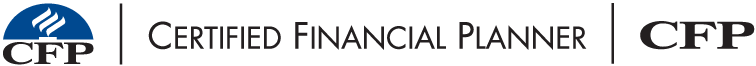 CFP | CERTIFIED FINANCIAL PLANNER | CFP